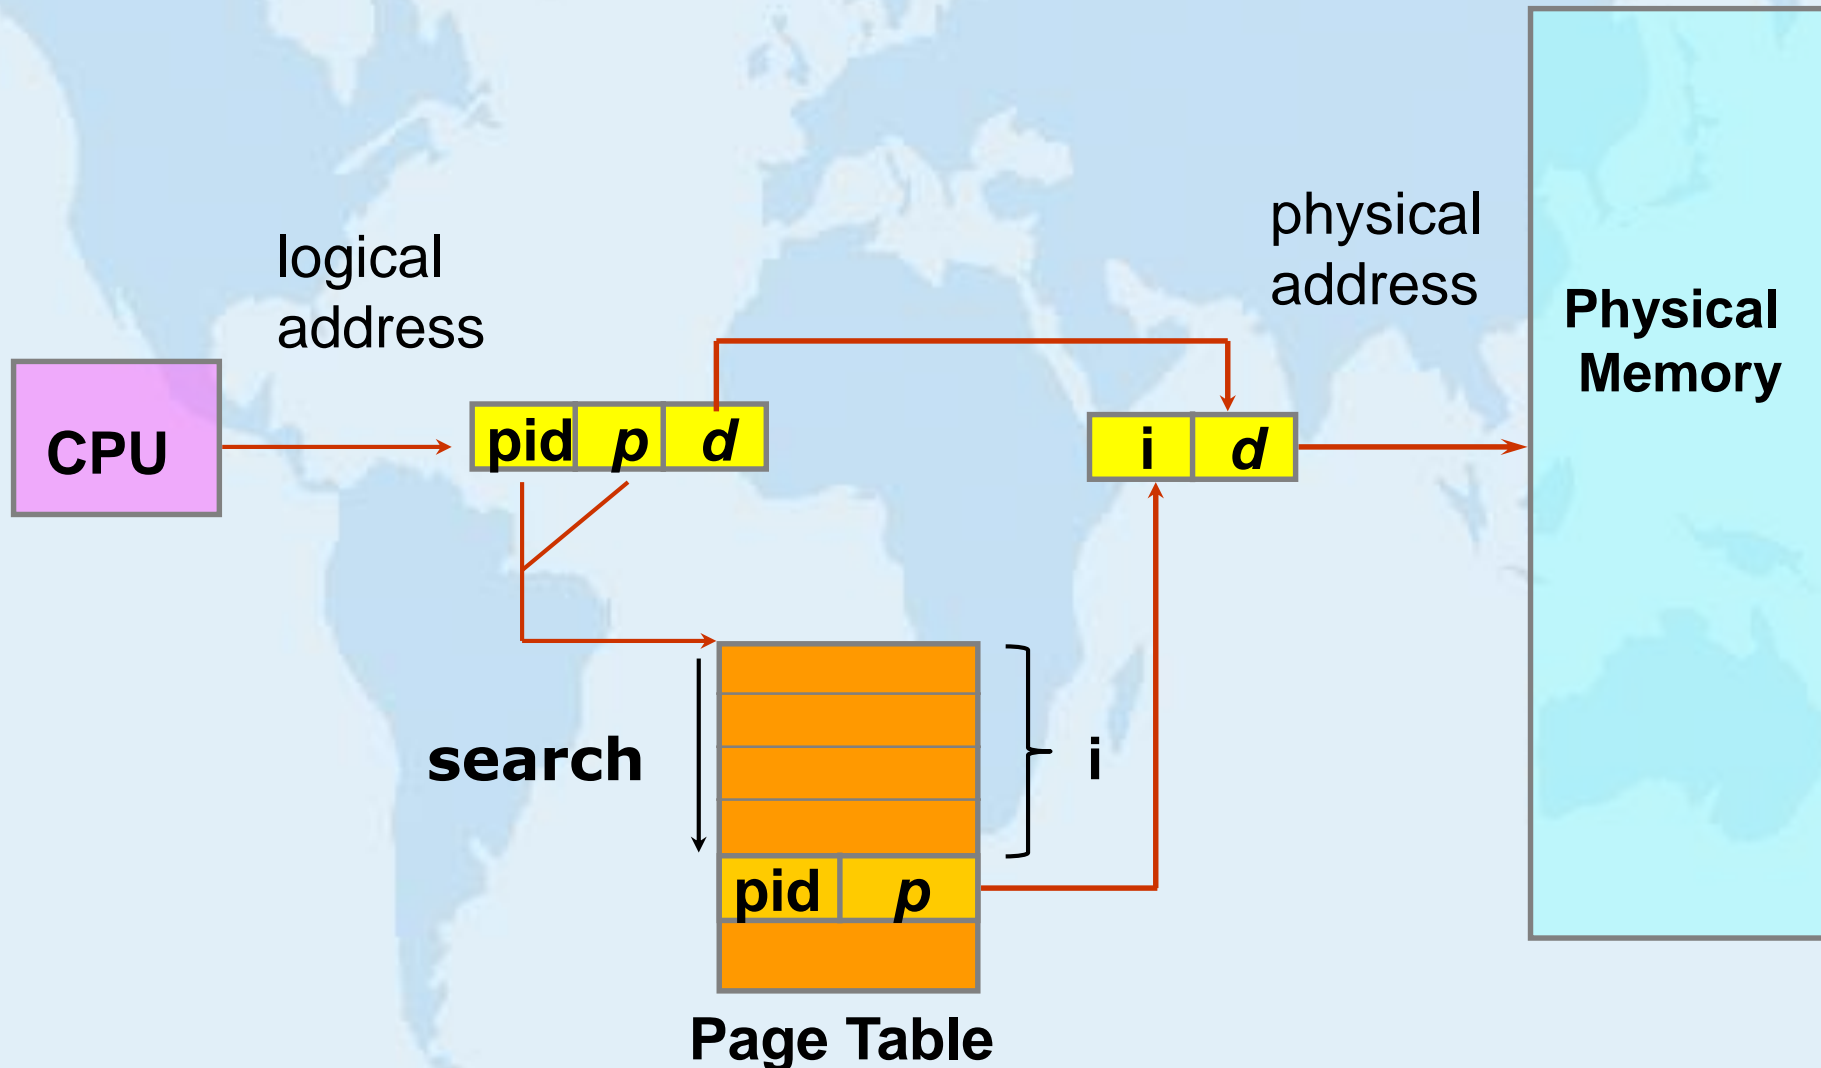 logical
address
physical
address
Physical
Memory
CPU
pid p d
i d
search
i
pid p
Page Table